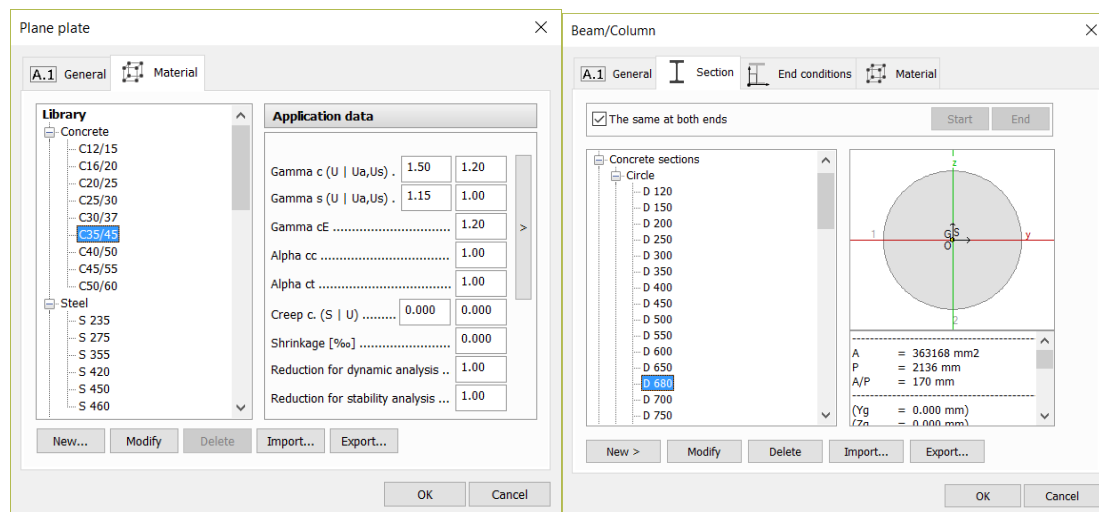 Plane plate
A.1 General Material
Library
Concrete
C12/15
C16/20
C20/25
C25/30
C30/37
C35/45
C40/50
C45/55
C50/60
Steel
S 235
S 275
S 355
S 420
S 450
S 460
Application data
Gamma c (U | Ua,Us) . 1.50 1.20
Gamma s (U | Ua,Us) . 1.15 1.00
Gamma cE .............................. 1.20
>
Alpha cc .................................. 1.00
Alpha ct .................................. 1.00
Creep c. (S | U) ......... 0.000 0.000
Shrinkage [‰] ...................... 0.000
Reduction for dynamic analysis .. 1.00
Reduction for stability analysis ... 1.00
New... Modify Delete Import... Export...
OK Cancel
Beam/Column
A.1 General Section End conditions Material
The same at both ends Start End
Concrete sections
Circle
D 120
D 150
D 200
D 250
D 300
D 350
D 400
D 450
D 500
D 550
D 600
D 650
D 680
D 700
D 750
z
1 G S y
O
2
A = 363168 mm2
P = 2136 mm
A/P = 170 mm
(Yg = 0.000 mm)
(Zg = 0.000 mm)
New > Modify Delete Import... Export...
OK Cancel